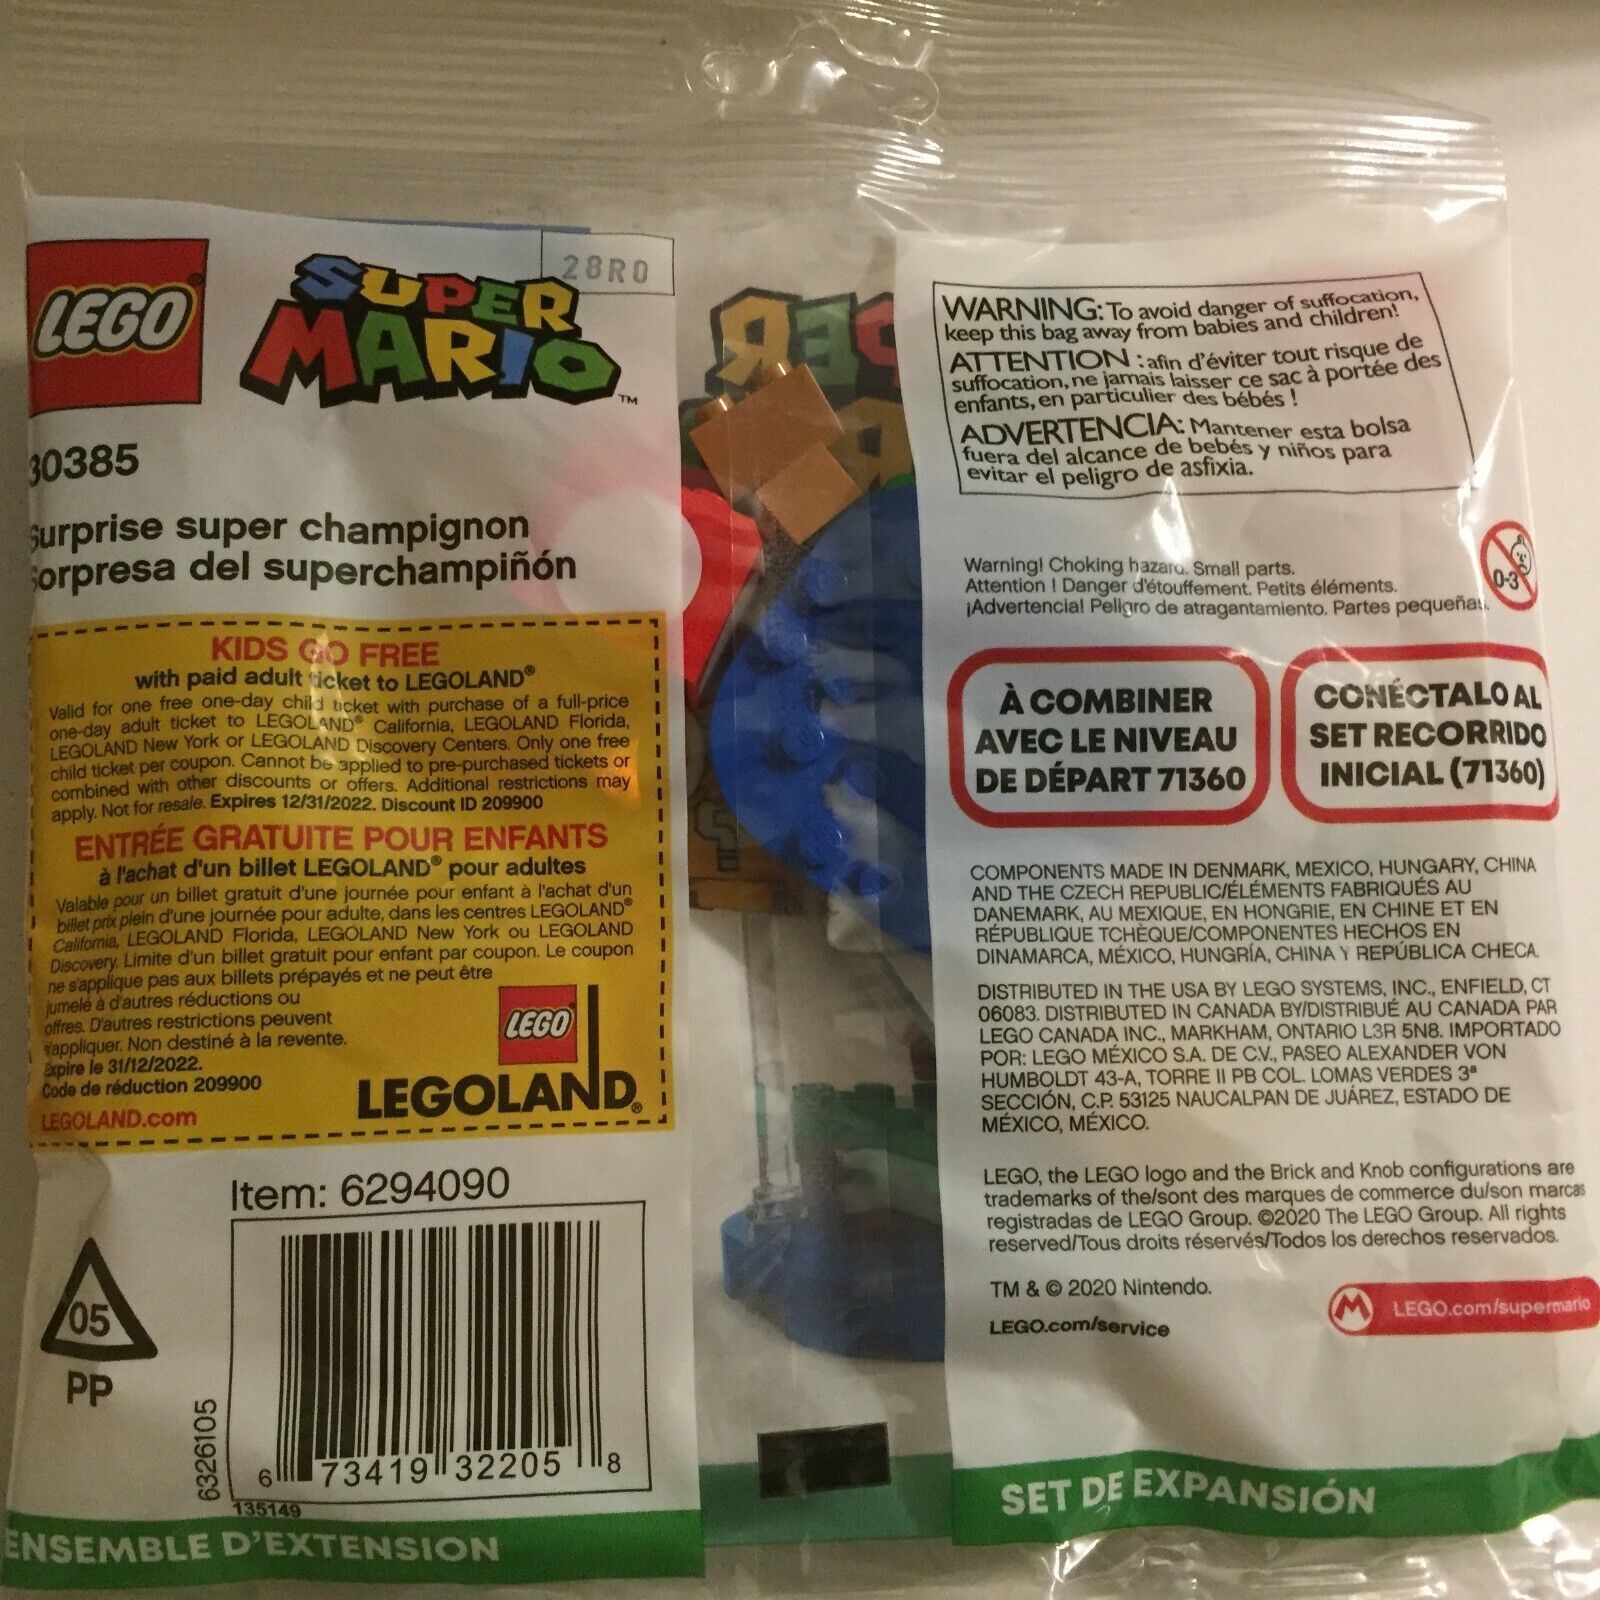 LEGO
SUPER
MARIO™
28R0
30385
Surprise super champignon
Sorpresa del superchampiñón
KIDS GO FREE
with paid adult ticket to LEGOLAND®
Valid for one free one-day child ticket with purchase of a full-price
one-day adult ticket to LEGOLAND® California, LEGOLAND Florida,
LEGOLAND New York or LEGOLAND Discovery Centers. Only one free
child ticket per coupon. Cannot be applied to pre-purchased tickets or
combined with other discounts or offers. Additional restrictions may
apply. Not for resale. Expires 12/31/2022. Discount ID 209900
ENTRÉE GRATUITE POUR ENFANTS
à l'achat d'un billet LEGOLAND® pour adultes
Valable pour un billet gratuit d'une journée pour enfant à l'achat d'un
billet prix plein d'une journée pour adulte, dans les centres LEGOLAND®
California, LEGOLAND Florida, LEGOLAND New York ou LEGOLAND
Discovery. Limite d'un billet gratuit pour enfant par coupon. Le coupon
ne s'applique pas aux billets prépayés et ne peut être
jumelé à d'autres réductions ou
offres. D'autres restrictions peuvent
s'appliquer. Non destiné à la revente.
Expire le 31/12/2022.
Code de réduction 209900
LEGOLAND.com
LEGO
LEGOLAND®
Item: 6294090
05
PP
6326105
6 73419 32205 8
135149
ENSEMBLE D'EXTENSION
WARNING: To avoid danger of suffocation,
keep this bag away from babies and children!
ATTENTION : afin d'éviter tout risque de
suffocation, ne jamais laisser ce sac à portée des
enfants, en particulier des bébés !
ADVERTENCIA: Mantener esta bolsa
fuera del alcance de bebés y niños para
evitar el peligro de asfixia.
Warning! Choking hazard. Small parts.
Attention ! Danger d'étouffement. Petits éléments.
¡Advertencia! Peligro de atragantamiento. Partes pequeñas.
0-3
À COMBINER
AVEC LE NIVEAU
DE DÉPART 71360
CONÉCTALO AL
SET RECORRIDO
INICIAL (71360)
COMPONENTS MADE IN DENMARK, MEXICO, HUNGARY, CHINA
AND THE CZECH REPUBLIC/ÉLÉMENTS FABRIQUÉS AU
DANEMARK, AU MEXIQUE, EN HONGRIE, EN CHINE ET EN
RÉPUBLIQUE TCHÈQUE/COMPONENTES HECHOS EN
DINAMARCA, MÉXICO, HUNGRÍA, CHINA Y REPÚBLICA CHECA.
DISTRIBUTED IN THE USA BY LEGO SYSTEMS, INC., ENFIELD, CT
06083. DISTRIBUTED IN CANADA BY/DISTRIBUÉ AU CANADA PAR
LEGO CANADA INC., MARKHAM, ONTARIO L3R 5N8. IMPORTADO
POR: LEGO MÉXICO S.A. DE C.V., PASEO ALEXANDER VON
HUMBOLDT 43-A, TORRE II PB COL. LOMAS VERDES 3ª
SECCIÓN, C.P. 53125 NAUCALPAN DE JUÁREZ, ESTADO DE
MÉXICO, MÉXICO.
LEGO, the LEGO logo and the Brick and Knob configurations are
trademarks of the/sont des marques de commerce du/son marcas
registradas de LEGO Group. ©2020 The LEGO Group. All rights
reserved/Tous droits réservés/Todos los derechos reservados.
TM & © 2020 Nintendo.
LEGO.com/service
M LEGO.com/supermario
SET DE EXPANSIÓN